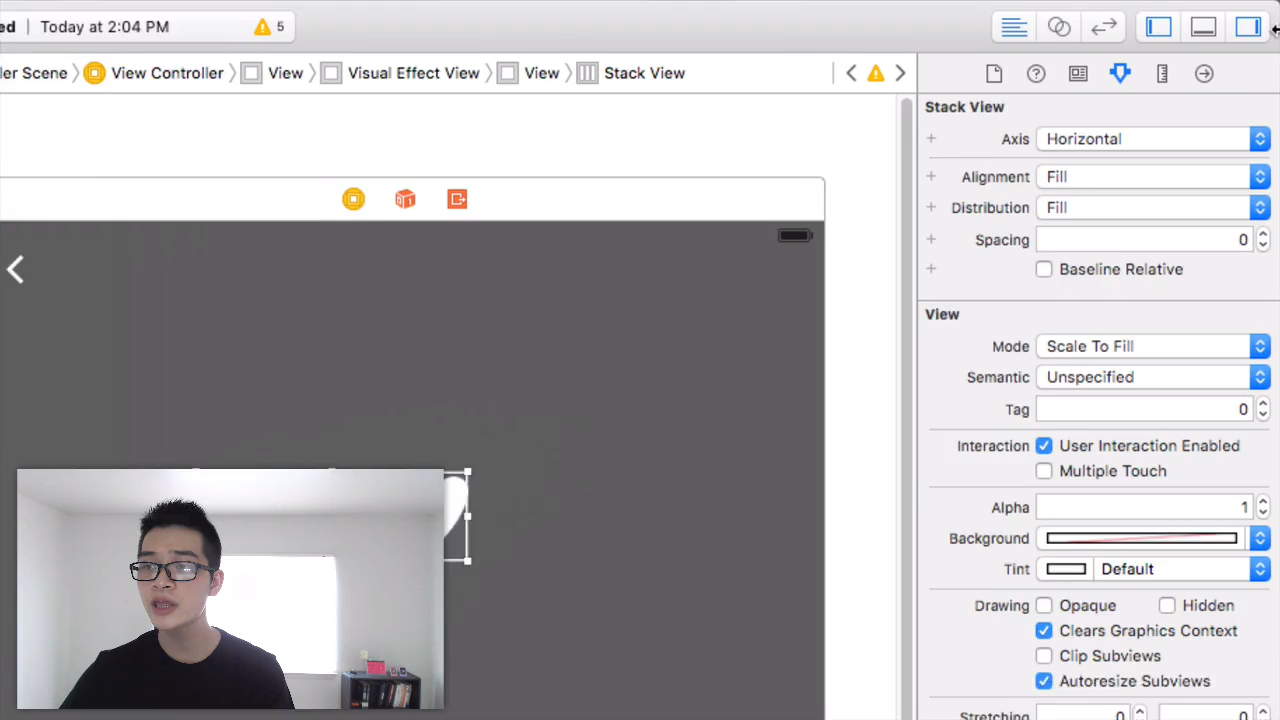 ed | Today at 2:04 PM 5
ler Scene View Controller View Visual Effect View View Stack View
Stack View
Axis Horizontal
Alignment Fill
Distribution Fill
Spacing 0
Baseline Relative
View
Mode Scale To Fill
Semantic Unspecified
Tag 0
Interaction User Interaction Enabled
Multiple Touch
Alpha 1
Background
Tint Default
Drawing Opaque Hidden
Clears Graphics Context
Clip Subviews
Autoresize Subviews
Stretching 0 0